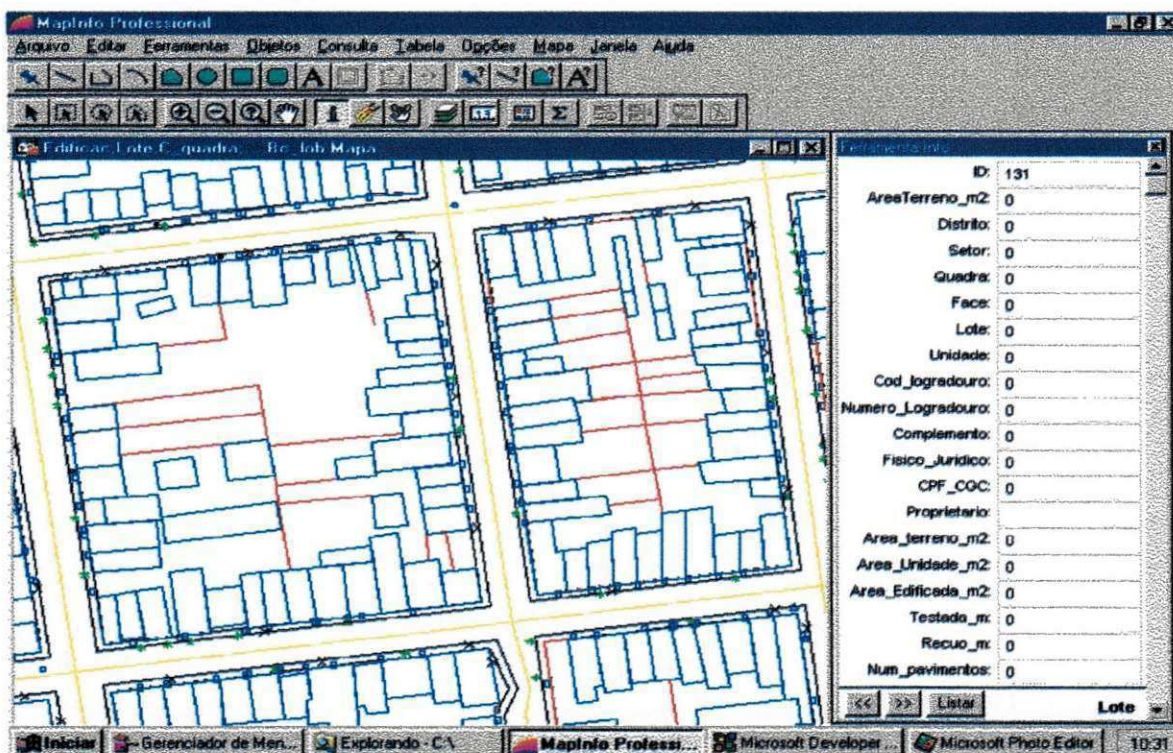 MapInfo Professional
Arquivo Editar Ferramentas Objetos Consulta Tabela Opções Mapa Janela Ajuda
A A?
Σ
Edificac,Lote
Ferramenta Info
ID: 131
AreaTerreno_m2: 0
Distrito: 0
Setor: 0
Quadra: 0
Face: 0
Lote: 0
Unidade: 0
Cod_logradouro: 0
Numero_Logradouro: 0
Complemento: 0
Fisico_Juridico: 0
CPF_CGC: 0
Proprietario:
Area_terreno_m2: 0
Area_Unidade_m2: 0
Area_Edificada_m2: 0
Testada_m: 0
Recuo_m: 0
Num_pavimentos: 0
<< >> Listar Lote
Iniciar Gerenciador de Men... Explorando - C:\ MapInfo Professi... Microsoft Developer ... Microsoft Photo Editor